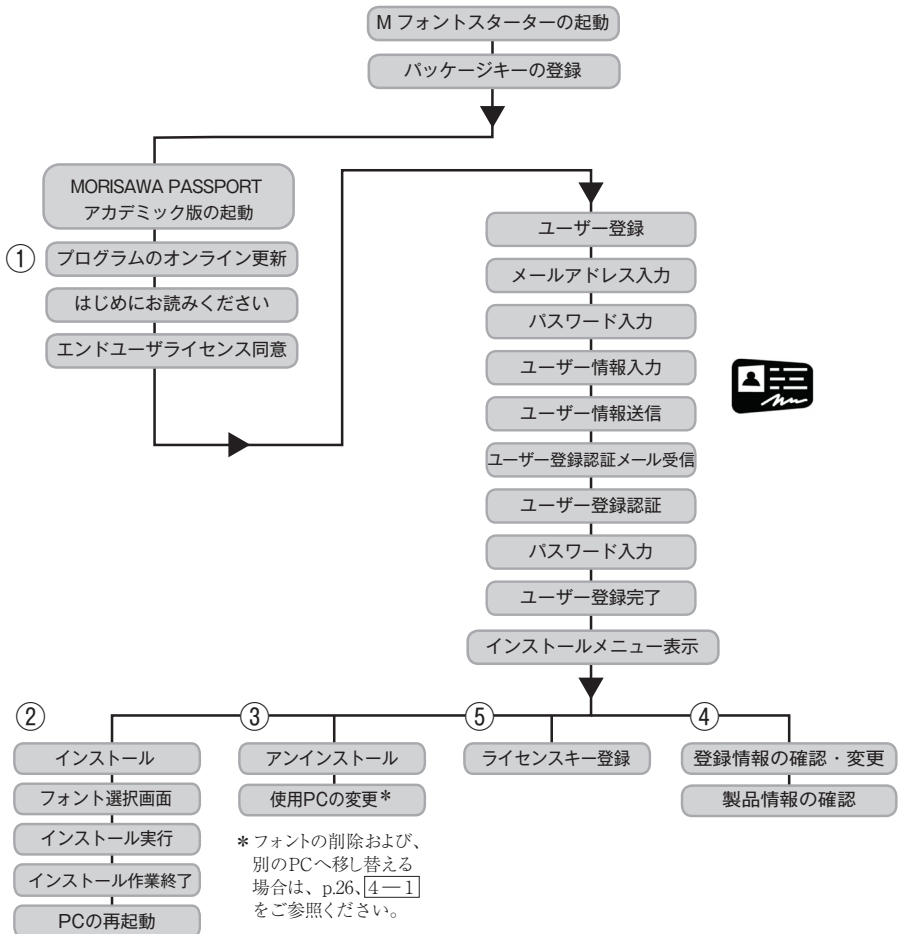 M フォントスターターの起動
パッケージキーの登録
MORISAWA PASSPORT
アカデミック版の起動
① プログラムのオンライン更新
はじめにお読みください
エンドユーザライセンス同意
ユーザー登録
メールアドレス入力
パスワード入力
ユーザー情報入力
ユーザー情報送信
ユーザー登録認証メール受信
ユーザー登録認証
パスワード入力
ユーザー登録完了
インストールメニュー表示
②
インストール
フォント選択画面
インストール実行
インストール作業終了
PCの再起動
③
アンインストール
使用PCの変更*
* フォントの削除および、
別のPCへ移し替える
場合は、p.26、4—1
をご参照ください。
⑤
ライセンスキー登録
④
登録情報の確認・変更
製品情報の確認